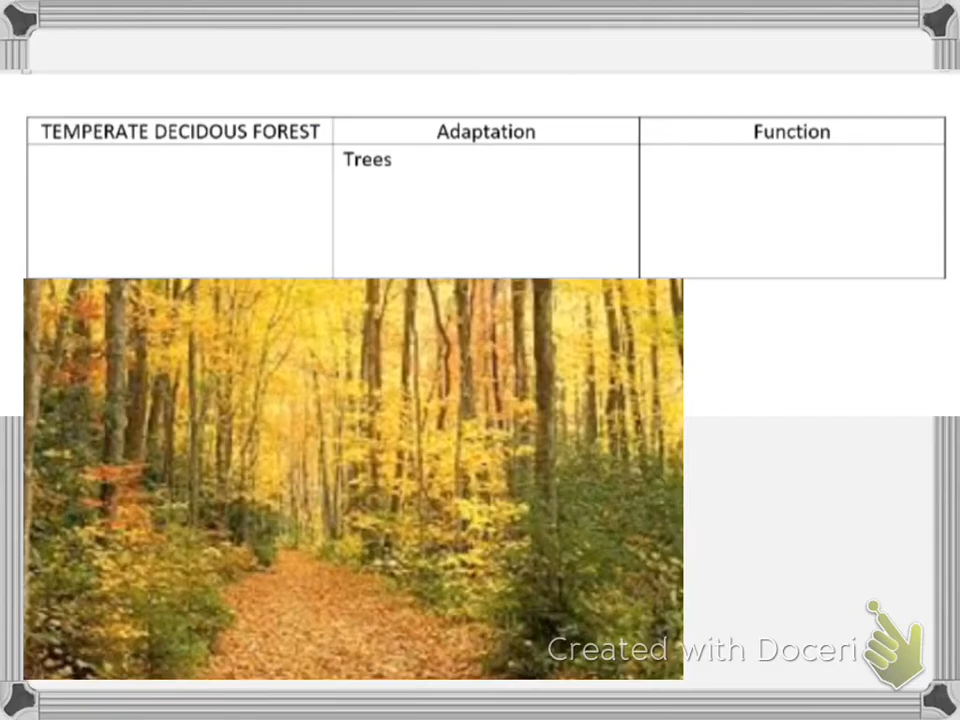 TEMPERATE DECIDOUS FOREST Adaptation Function
Trees
Created with Doceri